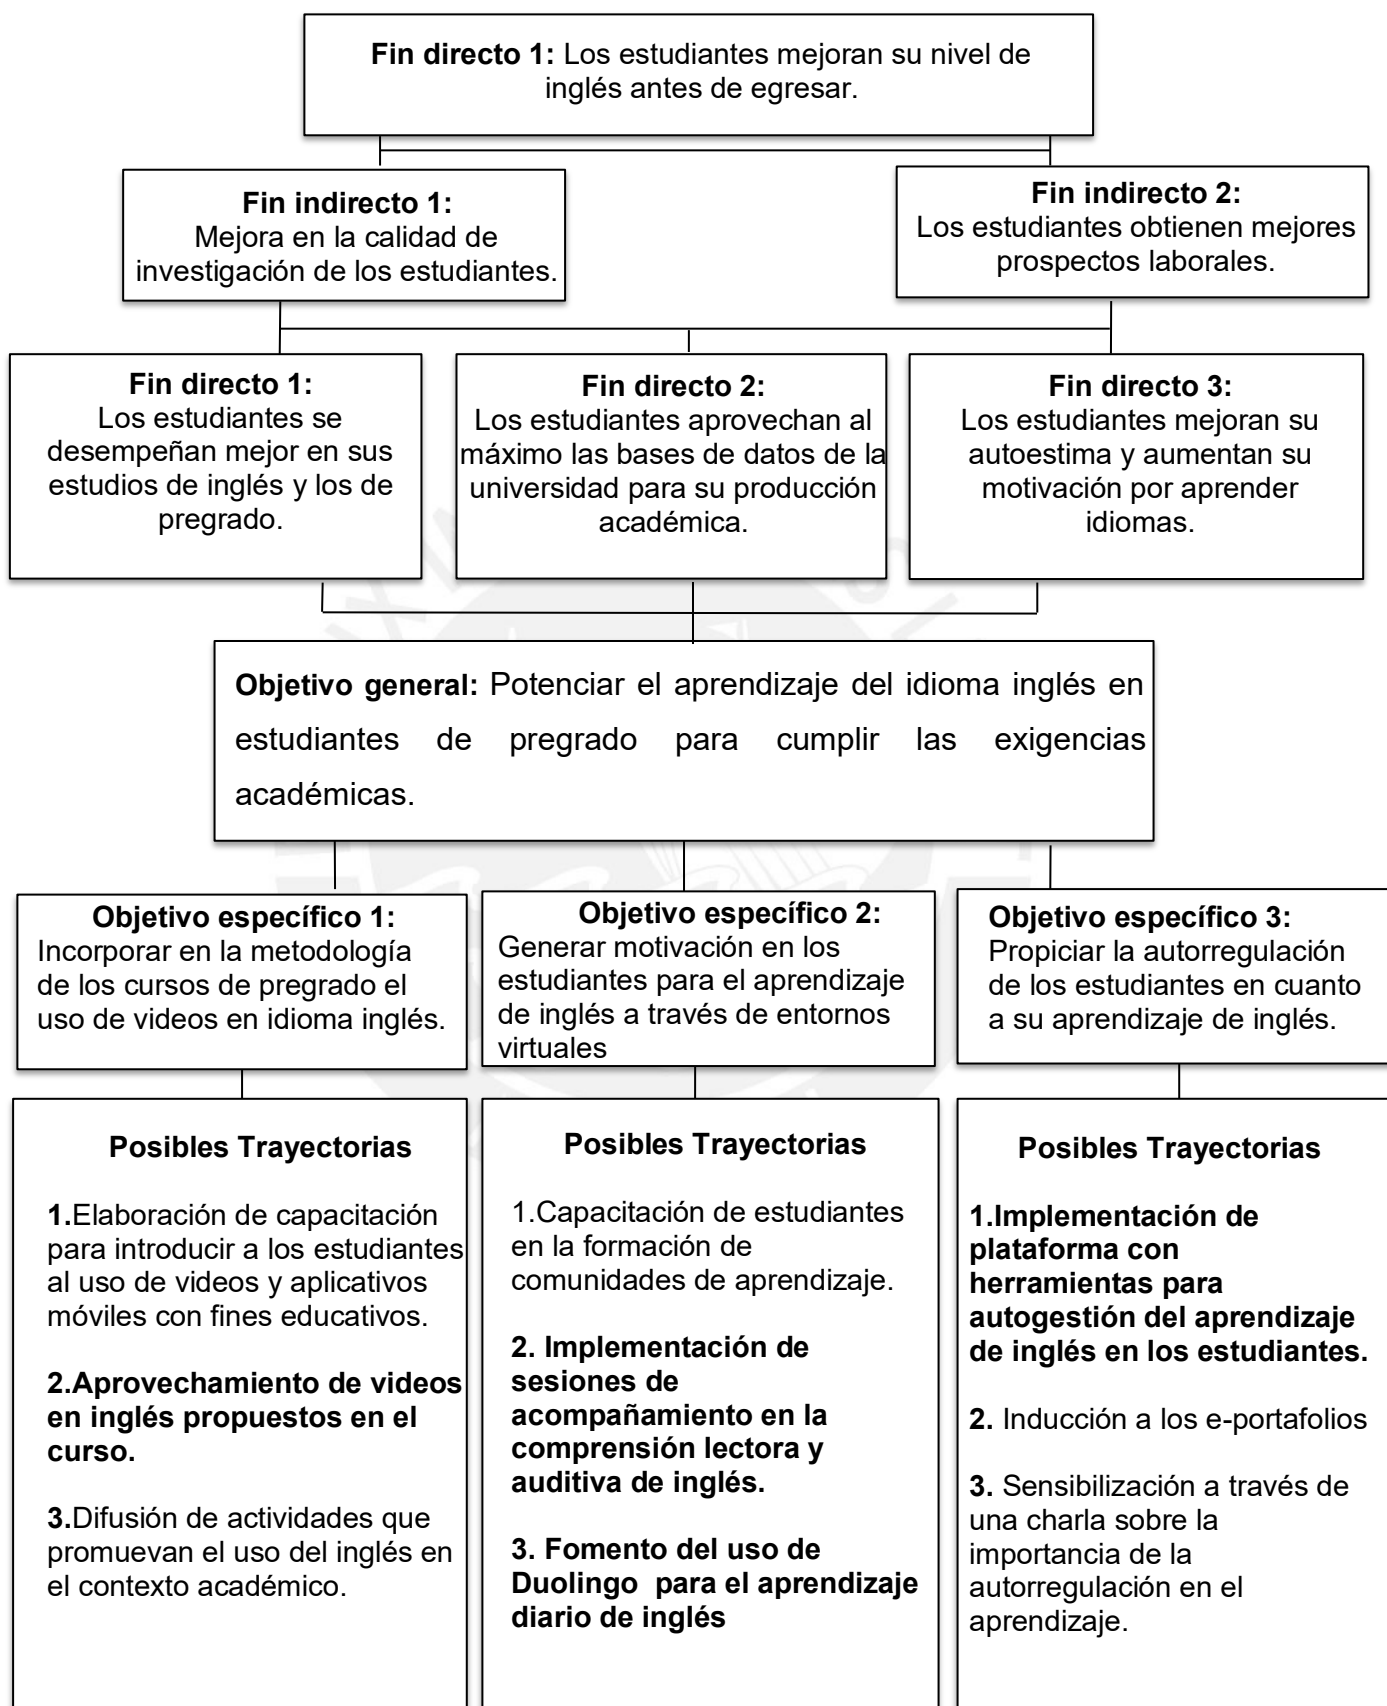 Fin directo 1: Los estudiantes mejoran su nivel de
inglés antes de egresar.
Fin indirecto 1:
Mejora en la calidad de
investigación de los estudiantes.
Fin indirecto 2:
Los estudiantes obtienen mejores
prospectos laborales.
Fin directo 1:
Los estudiantes se
desempeñan mejor en sus
estudios de inglés y los de
pregrado.
Fin directo 2:
Los estudiantes aprovechan al
máximo las bases de datos de la
universidad para su producción
académica.
Fin directo 3:
Los estudiantes mejoran su
autoestima y aumentan su
motivación por aprender
idiomas.
Objetivo general: Potenciar el aprendizaje del idioma inglés en
estudiantes de pregrado para cumplir las exigencias
académicas.
Objetivo específico 1:
Incorporar en la metodología
de los cursos de pregrado el
uso de videos en idioma inglés.
Objetivo específico 2:
Generar motivación en los
estudiantes para el aprendizaje
de inglés a través de entornos
virtuales
Objetivo específico 3:
Propiciar la autorregulación
de los estudiantes en cuanto
a su aprendizaje de inglés.
Posibles Trayectorias
1.Elaboración de capacitación
para introducir a los estudiantes
al uso de videos y aplicativos
móviles con fines educativos.
2.Aprovechamiento de videos
en inglés propuestos en el
curso.
3.Difusión de actividades que
promuevan el uso del inglés en
el contexto académico.
Posibles Trayectorias
1.Capacitación de estudiantes
en la formación de
comunidades de aprendizaje.
2. Implementación de
sesiones de
acompañamiento en la
comprensión lectora y
auditiva de inglés.
3. Fomento del uso de
Duolingo para el aprendizaje
diario de inglés
Posibles Trayectorias
1.Implementación de
plataforma con
herramientas para
autogestión del aprendizaje
de inglés en los estudiantes.
2. Inducción a los e-portafolios
3. Sensibilización a través de
una charla sobre la
importancia de la
autorregulación en el
aprendizaje.